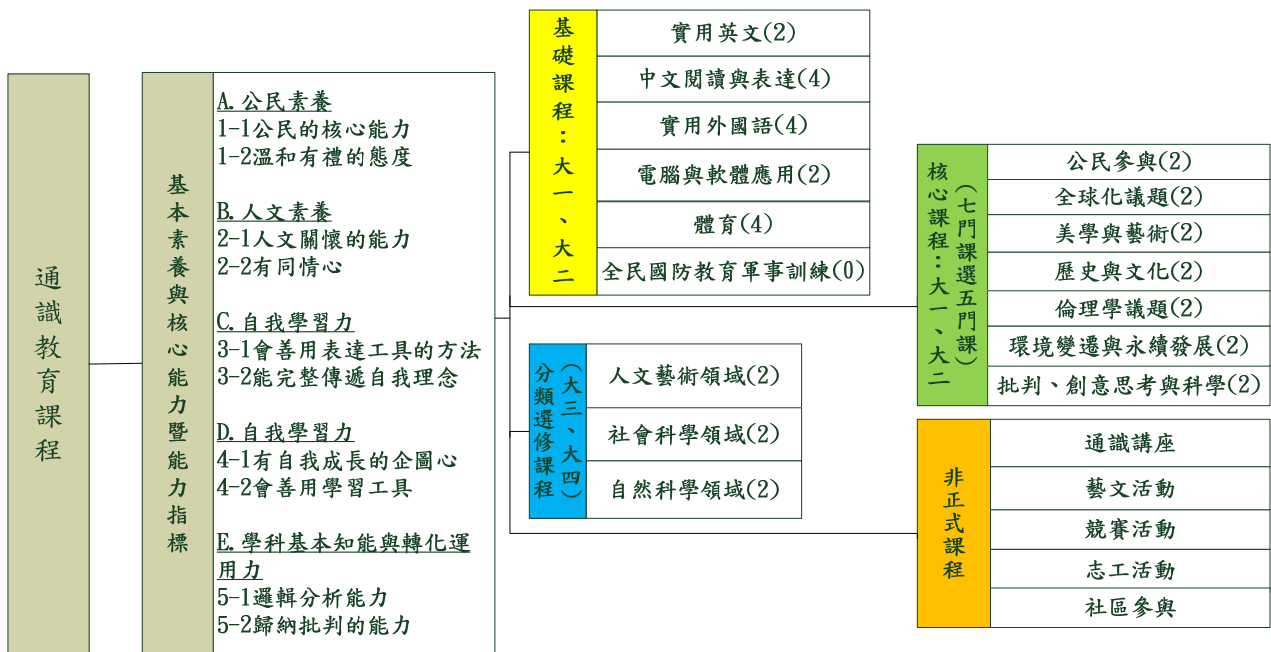 通識教育課程
基本素養與核心能力暨能力指標
A.公民素養
1-1公民的核心能力
1-2溫和有禮的態度
B.人文素養
2-1人文關懷的能力
2-2有同情心
C.自我學習力
3-1會善用表達工具的方法
3-2能完整傳遞自我理念
D.自我學習力
4-1有自我成長的企圖心
4-2會善用學習工具
E.學科基本知能與轉化運
用力
5-1邏輯分析能力
5-2歸納批判的能力
基礎課程：大一、大二
實用英文(2)
中文閱讀與表達(4)
實用外國語(4)
電腦與軟體應用(2)
體育(4)
全民國防教育軍事訓練(0)
分類選修課程
(大三、大四)
人文藝術領域(2)
社會科學領域(2)
自然科學領域(2)
核心課程：大一、大二
(七門課選五門課)
公民參與(2)
全球化議題(2)
美學與藝術(2)
歷史與文化(2)
倫理學議題(2)
環境變遷與永續發展(2)
批判、創意思考與科學(2)
非正式課程
通識講座
藝文活動
競賽活動
志工活動
社區參與